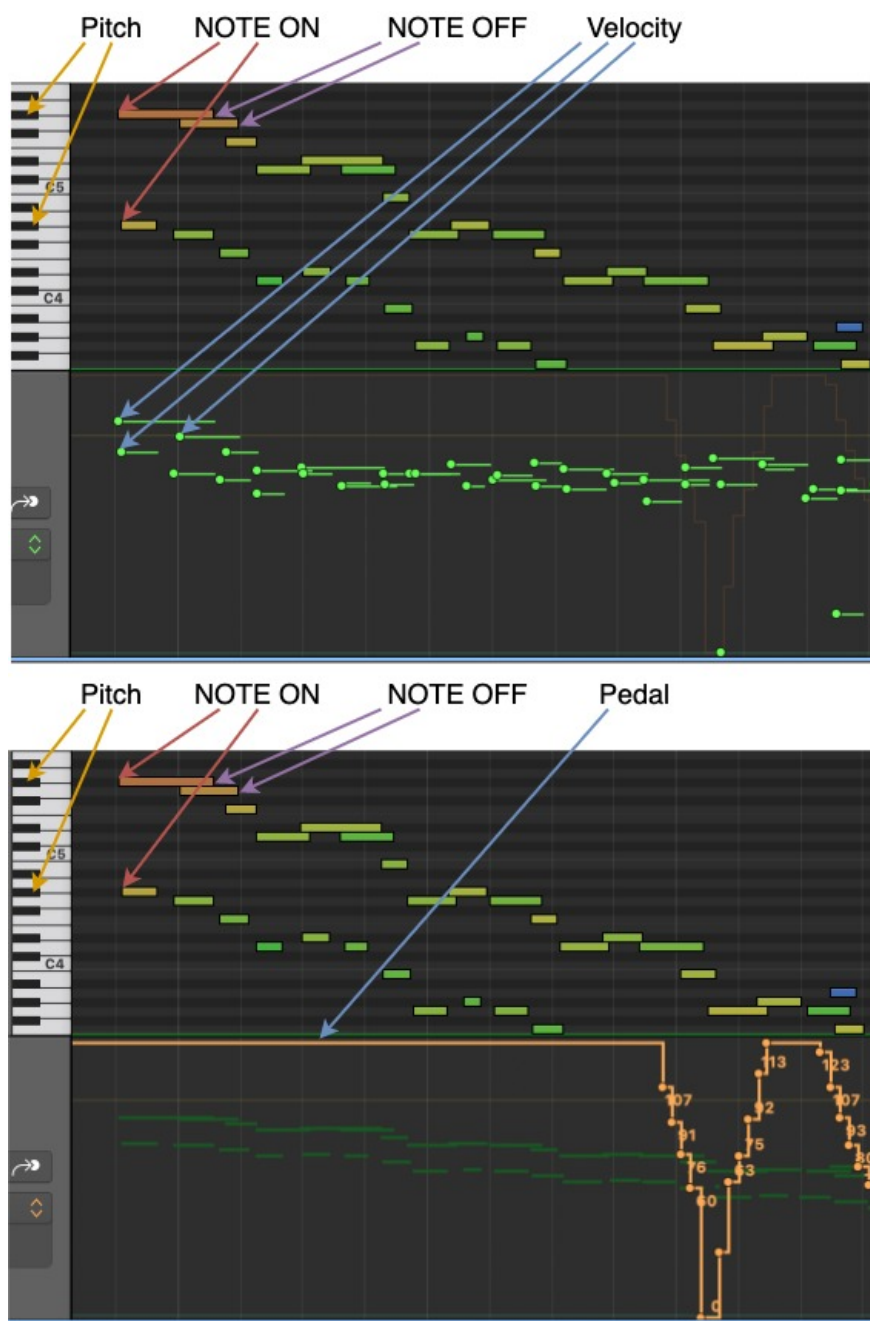 Pitch NOTE ON NOTE OFF Velocity
C5
C4
Pitch NOTE ON NOTE OFF Pedal
C5
C4
113 123
107 92 107
91 75 93
76 63 80
60
0